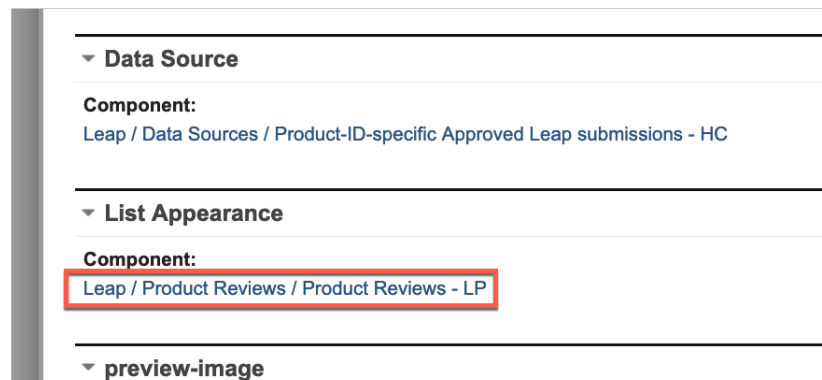 Data Source
Component:
Leap / Data Sources / Product-ID-specific Approved Leap submissions - HC
List Appearance
Component:
Leap / Product Reviews / Product Reviews - LP
preview-image